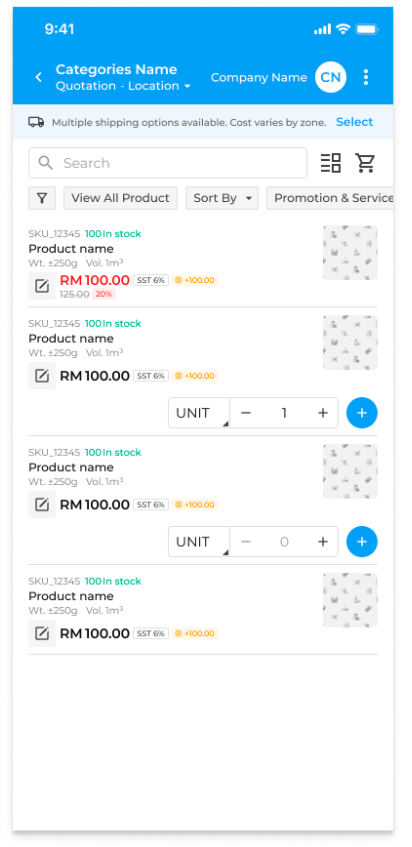 9:41
Categories Name
Quotation - Location
Company Name CN
Multiple shipping options available. Cost varies by zone. Select
Search
View All Product Sort By Promotion & Service
SKU_12345 100 In stock
Product name
Wt. ±250g Vol. 1m³
RM 100.00 SST 6% +100.00
125.00 20%
SKU_12345 100 In stock
Product name
Wt. ±250g Vol. 1m³
RM 100.00 SST 6% +100.00
UNIT − 1 + +
SKU_12345 100 In stock
Product name
Wt. ±250g Vol. 1m³
RM 100.00 SST 6% +100.00
UNIT − 0 + +
SKU_12345 100 In stock
Product name
Wt. ±250g Vol. 1m³
RM 100.00 SST 6% +100.00